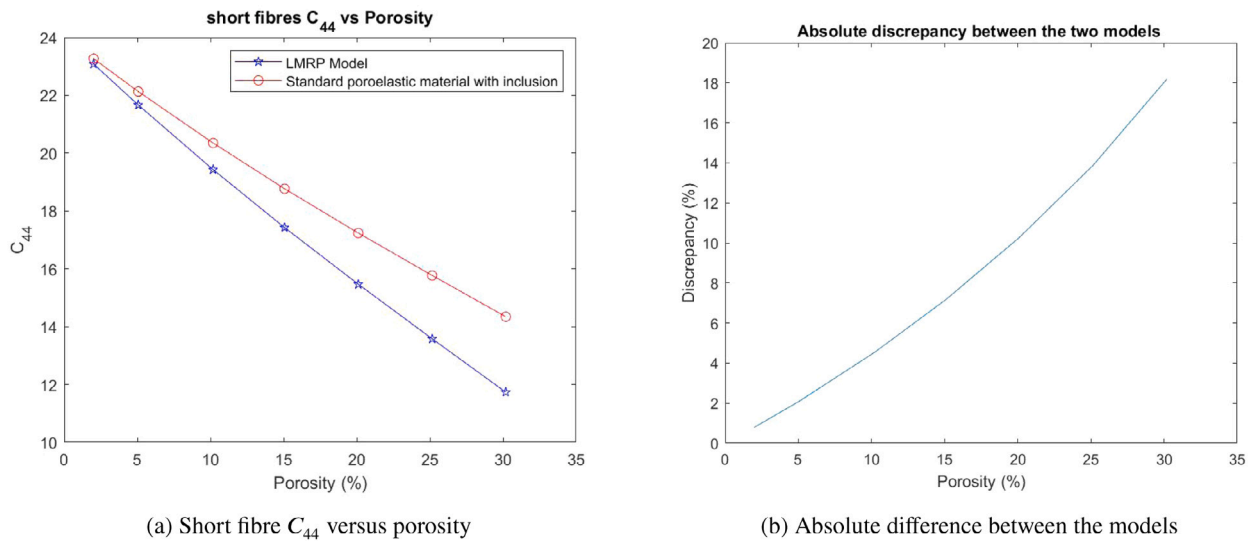 short fibres C44 vs Porosity
24
22
20
18
16
14
12
10
C44
0 5 10 15 20 25 30 35
Porosity (%)
LMRP Model
Standard poroelastic material with inclusion
(a) Short fibre C44 versus porosity
Absolute discrepancy between the two models
20
18
16
14
12
10
8
6
4
2
0
Discrepancy (%)
0 5 10 15 20 25 30 35
Porosity (%)
(b) Absolute difference between the models